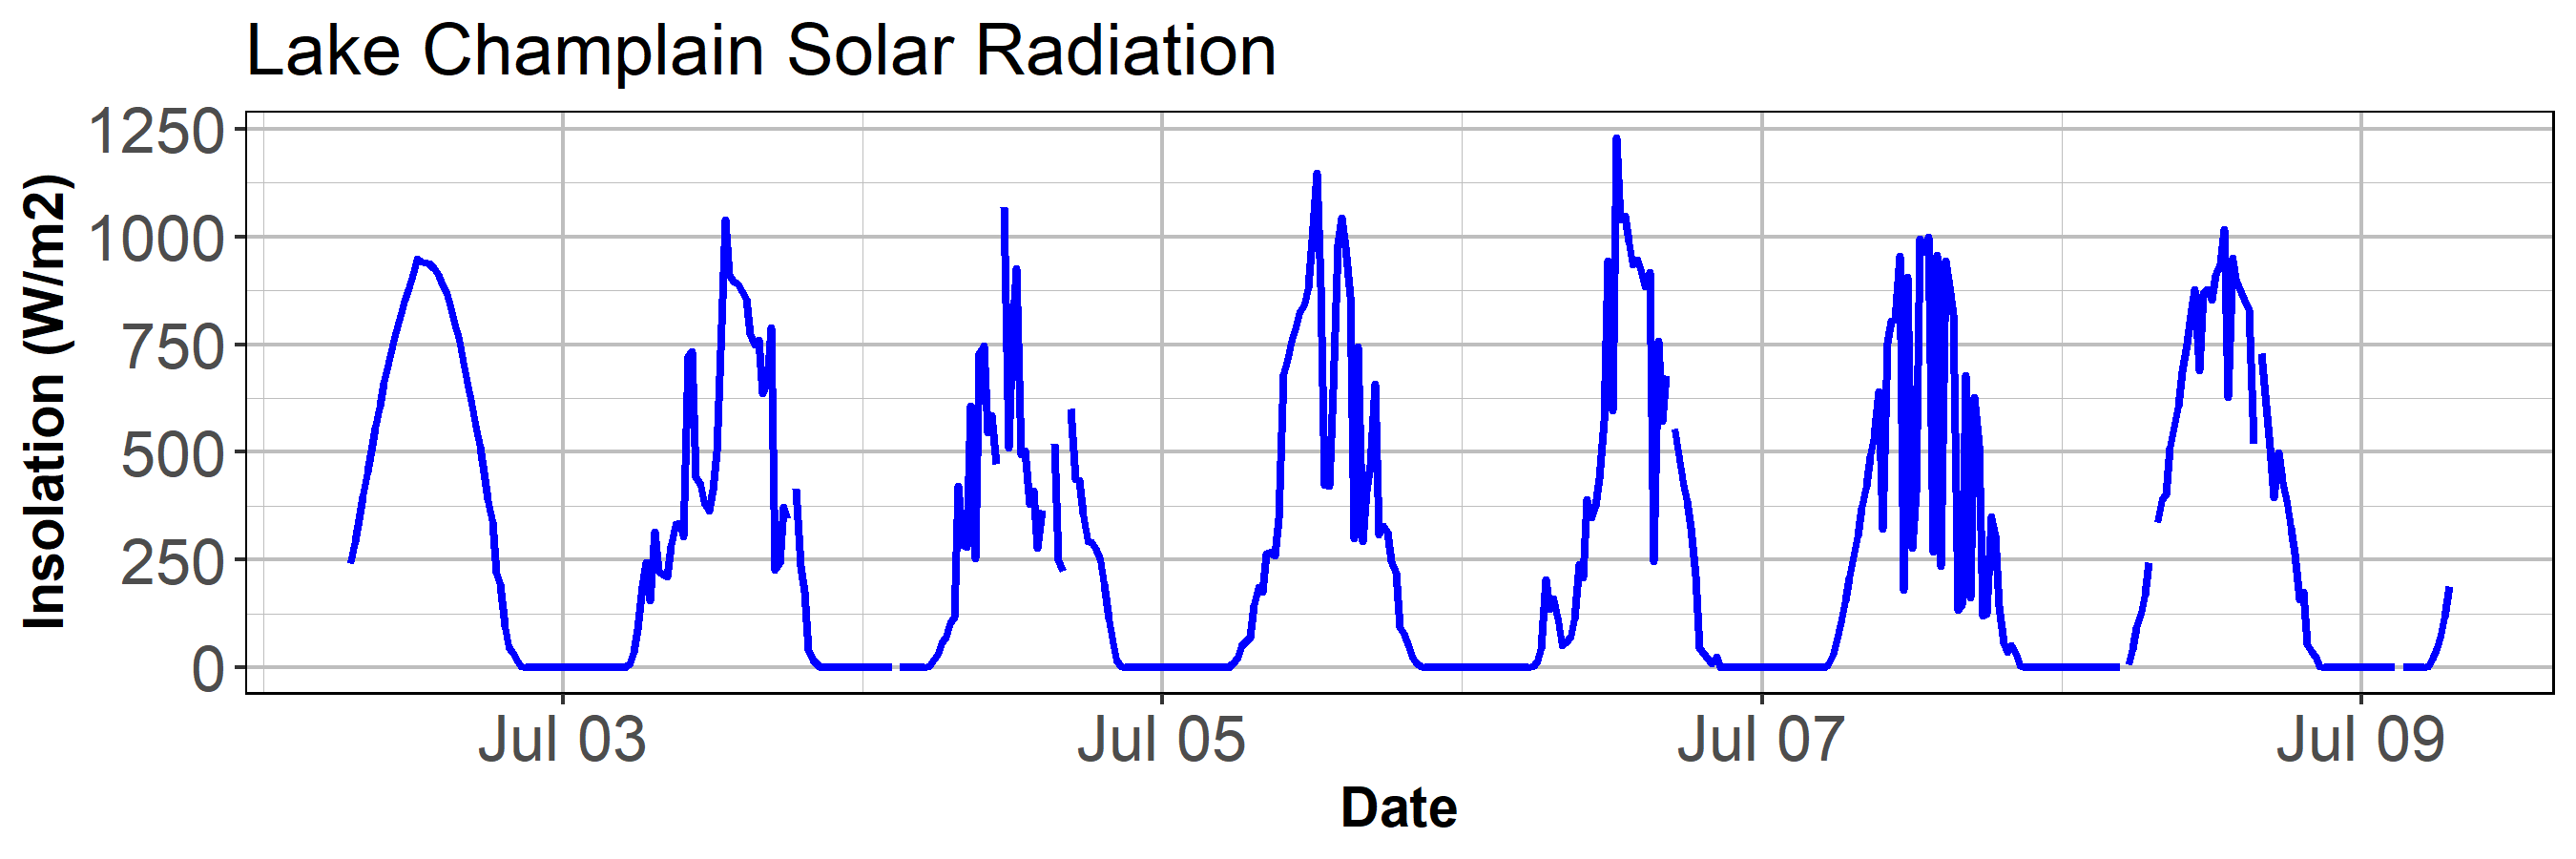 Lake Champlain Solar Radiation
1250
1000
750
500
250
0
Insolation (W/m2)
Jul 03
Jul 05
Jul 07
Jul 09
Date